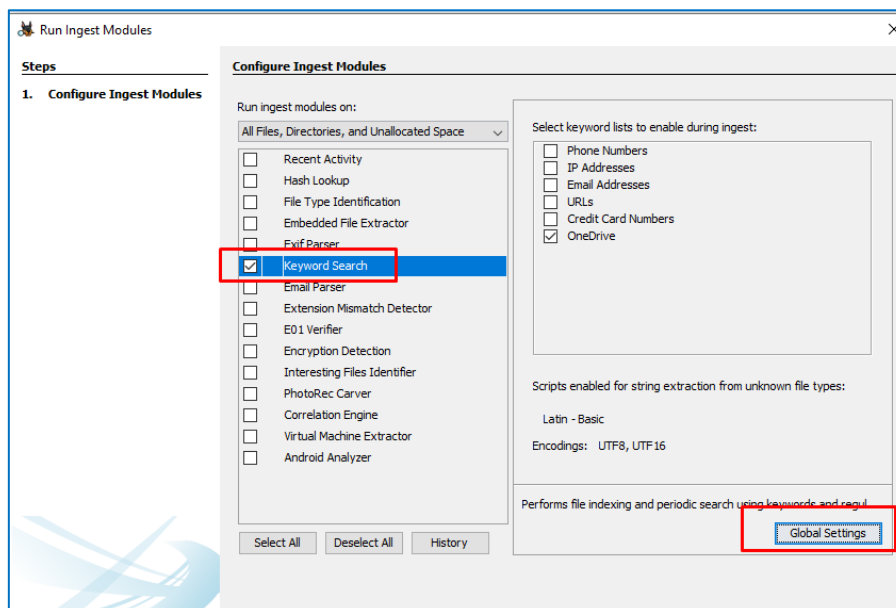 Run Ingest Modules
Steps
1. Configure Ingest Modules
Configure Ingest Modules
Run ingest modules on:
All Files, Directories, and Unallocated Space
Recent Activity
Hash Lookup
File Type Identification
Embedded File Extractor
Exif Parser
Keyword Search
Email Parser
Extension Mismatch Detector
E01 Verifier
Encryption Detection
Interesting Files Identifier
PhotoRec Carver
Correlation Engine
Virtual Machine Extractor
Android Analyzer
Select All
Deselect All
History
Select keyword lists to enable during ingest:
Phone Numbers
IP Addresses
Email Addresses
URLs
Credit Card Numbers
OneDrive
Scripts enabled for string extraction from unknown file types:
Latin - Basic
Encodings: UTF8, UTF16
Performs file indexing and periodic search using keywords and regul
Global Settings